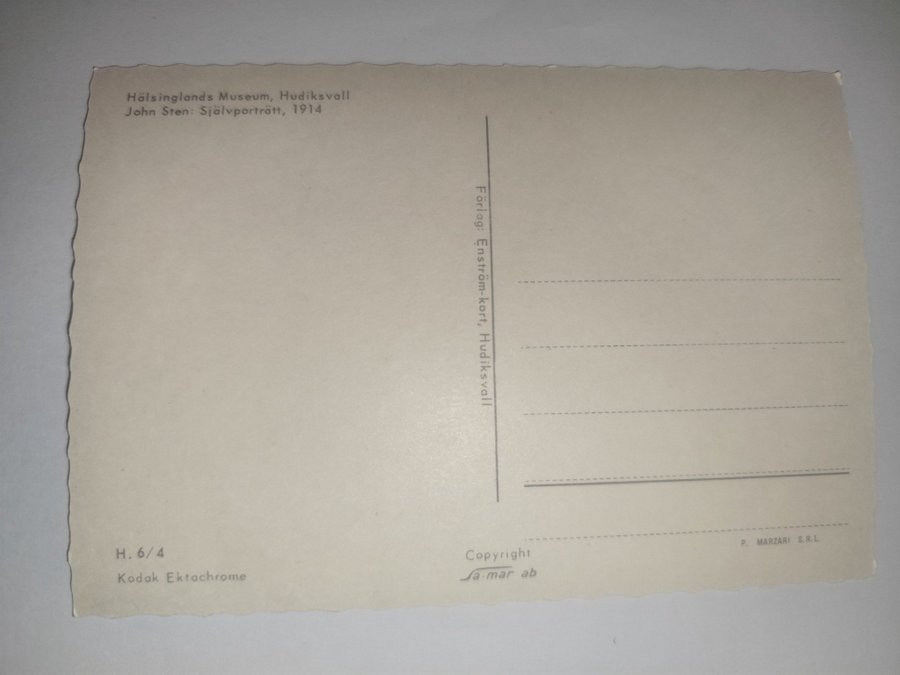 Hälsinglands Museum, Hudiksvall
John Sten: Självporträtt, 1914
Förlag: Enström-kort, Hudiksvall
H. 6/4
Kodak Ektachrome
Copyright
Sa-mar ab
P. MARZARI S.R.L.